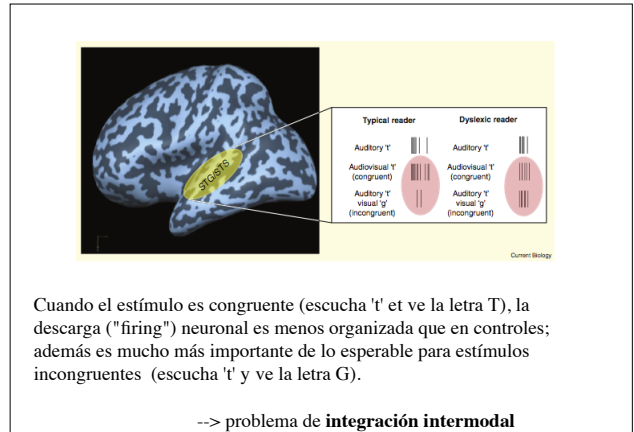 STG/STS
Typical reader
Dyslexic reader
Auditory 't'
Auditory 't'
Audiovisual 't'
(congruent)
Audiovisual 't'
(congruent)
Auditory 't'
visual 'g'
(incongruent)
Auditory 't'
visual 'g'
(incongruent)
Current Biology
Cuando el estímulo es congruente (escucha 't' et ve la letra T), la
descarga ("firing") neuronal es menos organizada que en controles;
además es mucho más importante de lo esperable para estímulos
incongruentes (escucha 't' y ve la letra G).
--> problema de integración intermodal